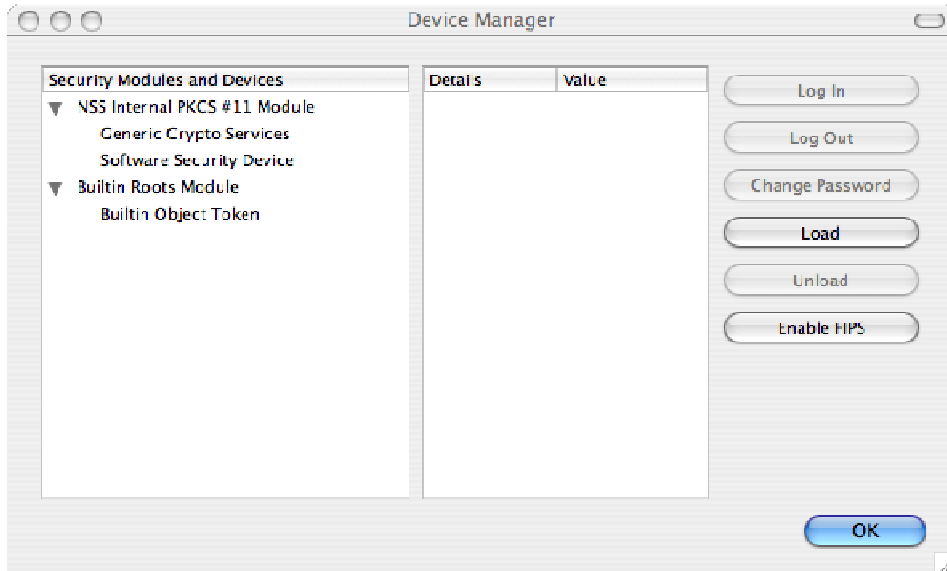 Device Manager
Security Modules and Devices
NSS Internal PKCS #11 Module
Generic Crypto Services
Software Security Device
Builtin Roots Module
Builtin Object Token
Details Value
Log In
Log Out
Change Password
Load
Unload
Enable FIPS
OK